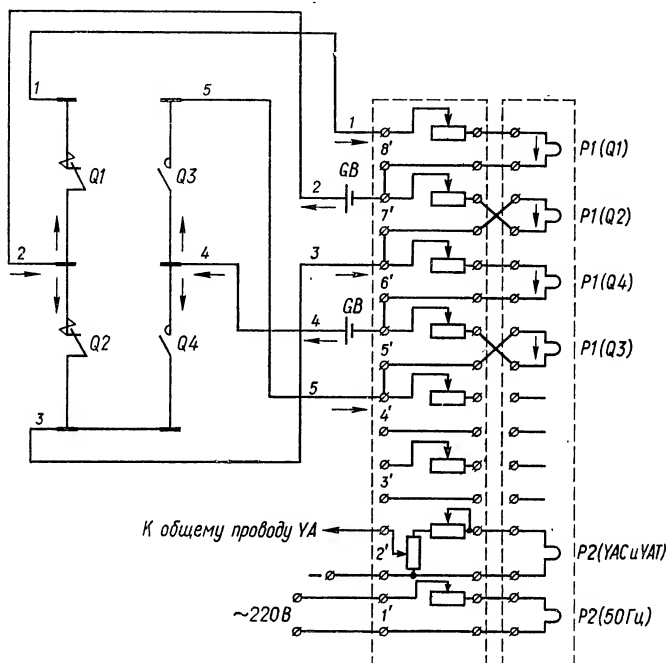 1
5
1
8'
P1(Q1)
Q1
Q3
GB
2
7'
P1(Q2)
2
4
3
6'
P1(Q4)
4
GB
5'
P1(Q3)
Q2
Q4
5
4'
3
3'
К общему проводу YA
2'
P2(YAC и YAT)
–
~220В
1'
P2(50Гц)